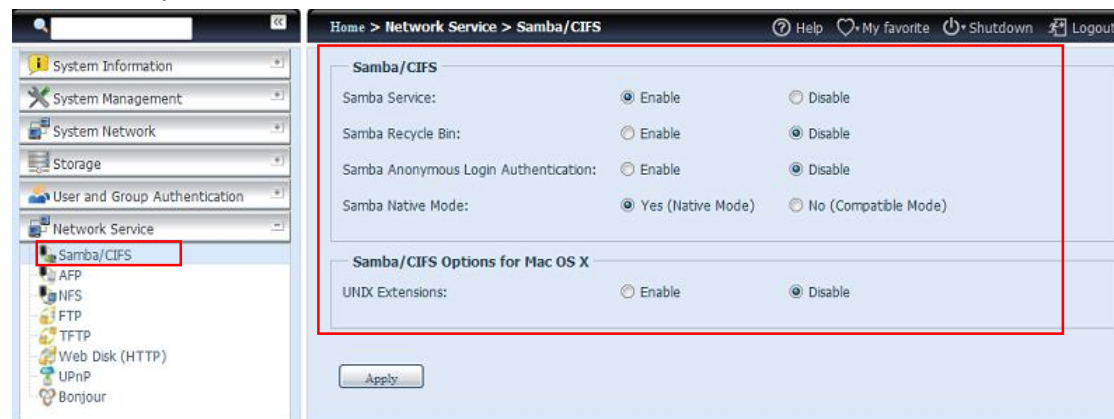 Home > Network Service > Samba/CIFS
Help My favorite Shutdown Logout
System Information
System Management
System Network
Storage
User and Group Authentication
Network Service
Samba/CIFS
AFP
NFS
FTP
TFTP
Web Disk (HTTP)
UPnP
Bonjour
Samba/CIFS
Samba Service: Enable Disable
Samba Recycle Bin: Enable Disable
Samba Anonymous Login Authentication: Enable Disable
Samba Native Mode: Yes (Native Mode) No (Compatible Mode)
Samba/CIFS Options for Mac OS X
UNIX Extensions: Enable Disable
Apply